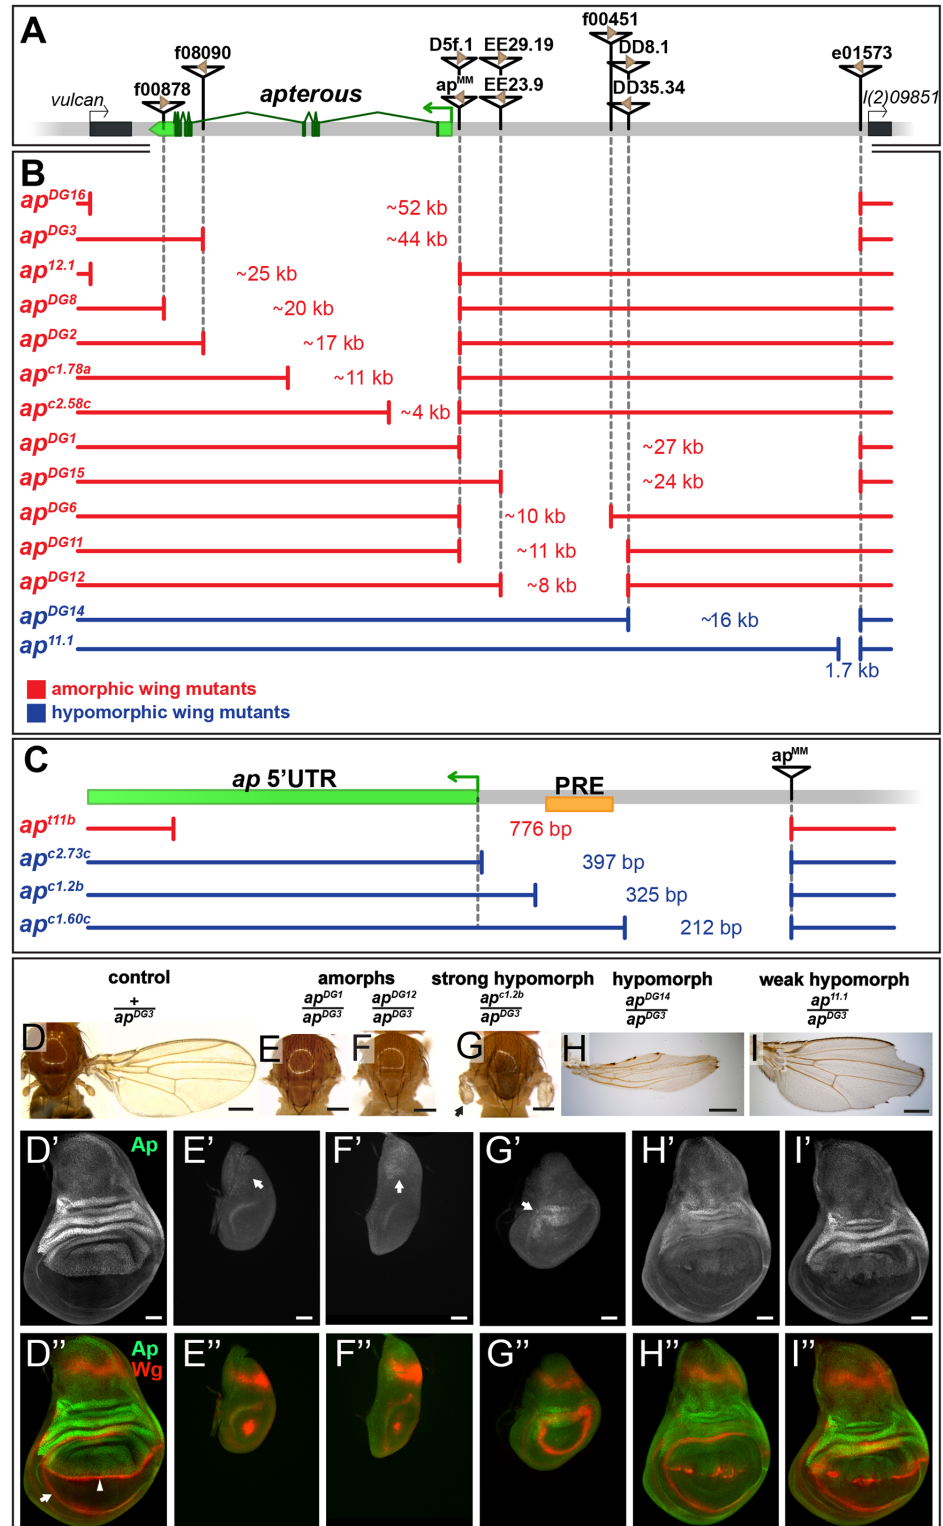 A
f00451
D5f.1 EE29.19 DD8.1
f08090 e01573
f00878 apMM EE23.9 DD35.34
vulcan apterous l(2)09851
B
apDG16 ~52 kb
apDG3 ~44 kb
ap12.1 ~25 kb
apDG8 ~20 kb
apDG2 ~17 kb
apc1.78a ~11 kb
apc2.58c ~4 kb
apDG1 ~27 kb
apDG15 ~24 kb
apDG6 ~10 kb
apDG11 ~11 kb
apDG12 ~8 kb
apDG14 ~16 kb
ap11.1
1.7 kb
amorphic wing mutants
hypomorphic wing mutants
C
apMM
ap 5'UTR PRE
apt11b 776 bp
apc2.73c 397 bp
apc1.2b 325 bp
apc1.60c 212 bp
control amorphs strong hypomorph hypomorph weak hypomorph
+ apDG1 apDG12 apc1.2b apDG14 ap11.1
apDG3 apDG3 apDG3 apDG3 apDG3 apDG3
D E F G H I
D' Ap E' F' G' H' I'
D'' Ap E'' F'' G'' H'' I''
Wg